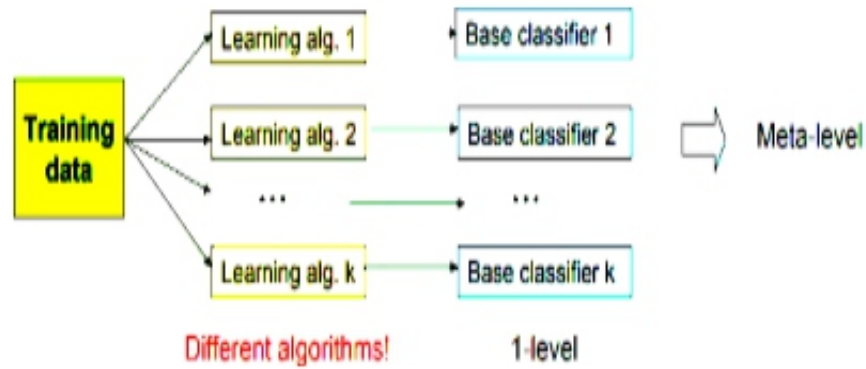 Training
data
Learning alg. 1
Base classifier 1
Learning alg. 2
Base classifier 2
Meta-level
...
...
Learning alg. k
Base classifier k
Different algorithms!
1-level